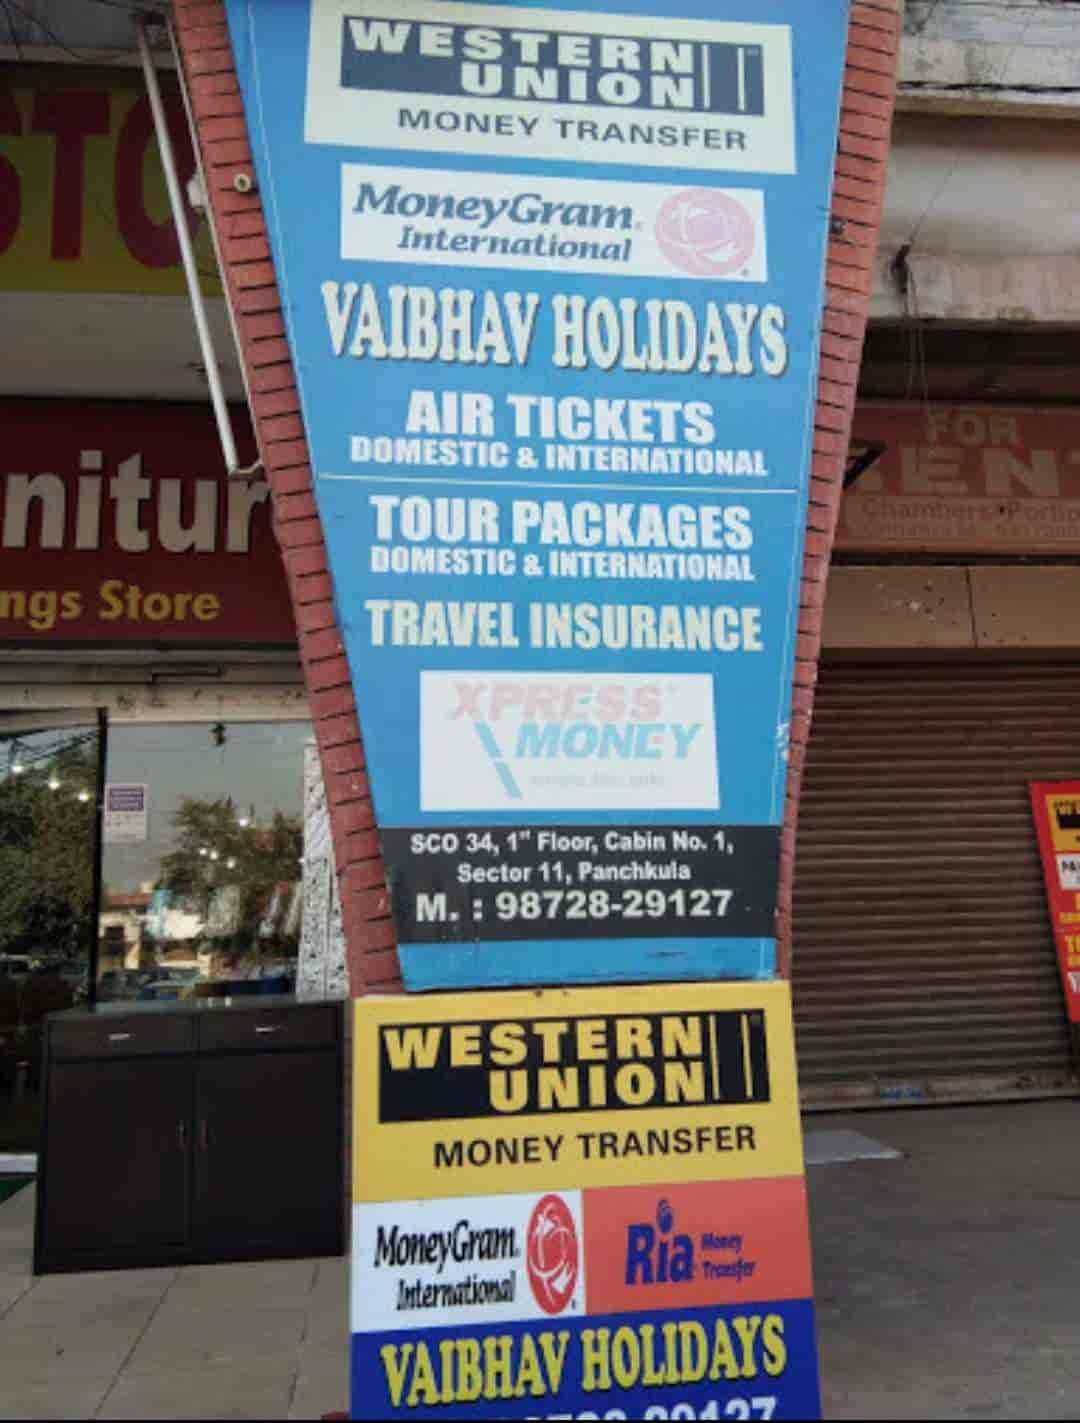 WESTERN
UNION
MONEY TRANSFER
MoneyGram
International
VAIBHAV HOLIDAYS
AIR TICKETS
DOMESTIC & INTERNATIONAL
TOUR PACKAGES
DOMESTIC & INTERNATIONAL
TRAVEL INSURANCE
XPRESS
MONEY
SCO 34, 1st Floor, Cabin No. 1,
Sector 11, Panchkula
M. : 98728-29127
WESTERN
UNION
MONEY TRANSFER
MoneyGram
International
Ria Money
Transfer
VAIBHAV HOLIDAYS
STO
nitur
ngs Store
FOR
RENT
Chambers